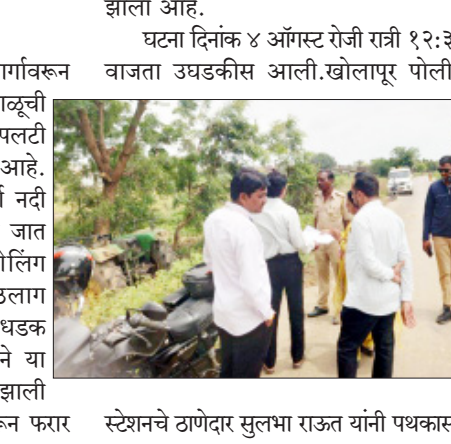 झाला आहे.
घटना दिनांक ४ ऑगस्ट रोजी रात्री १२:३
वाजता उघडकीस आली.खोलापूर पोली
र्गावरून
ळूची
पलटी
आहे.
नदी
जात
ोलिंग
ठलाग
धडक
ने या
झाली
न फरार
स्टेशनचे ठाणेदार सुलभा राऊत यांनी पथकास